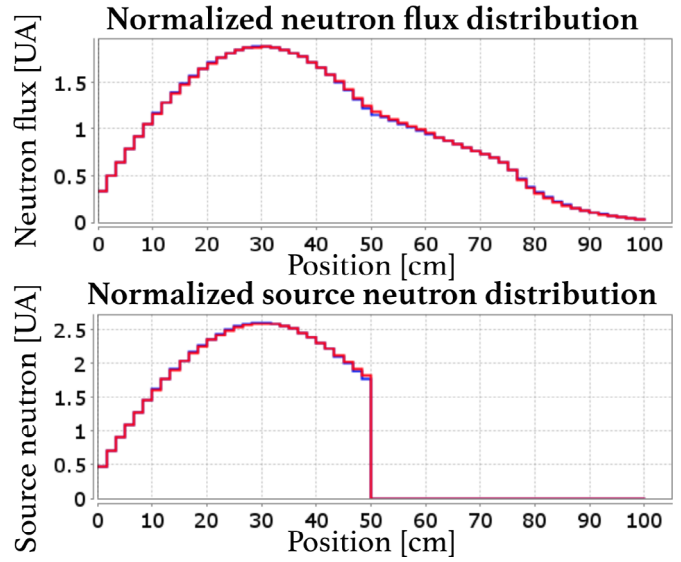 Normalized neutron flux distribution
Neutron flux [UA]
1.5
1
0.5
0
0 10 20 30 40 50 60 70 80 90 100
Position [cm]
Normalized source neutron distribution
Source neutron [UA]
2.5
2
1.5
1
0.5
0
0 10 20 30 40 50 60 70 80 90 100
Position [cm]